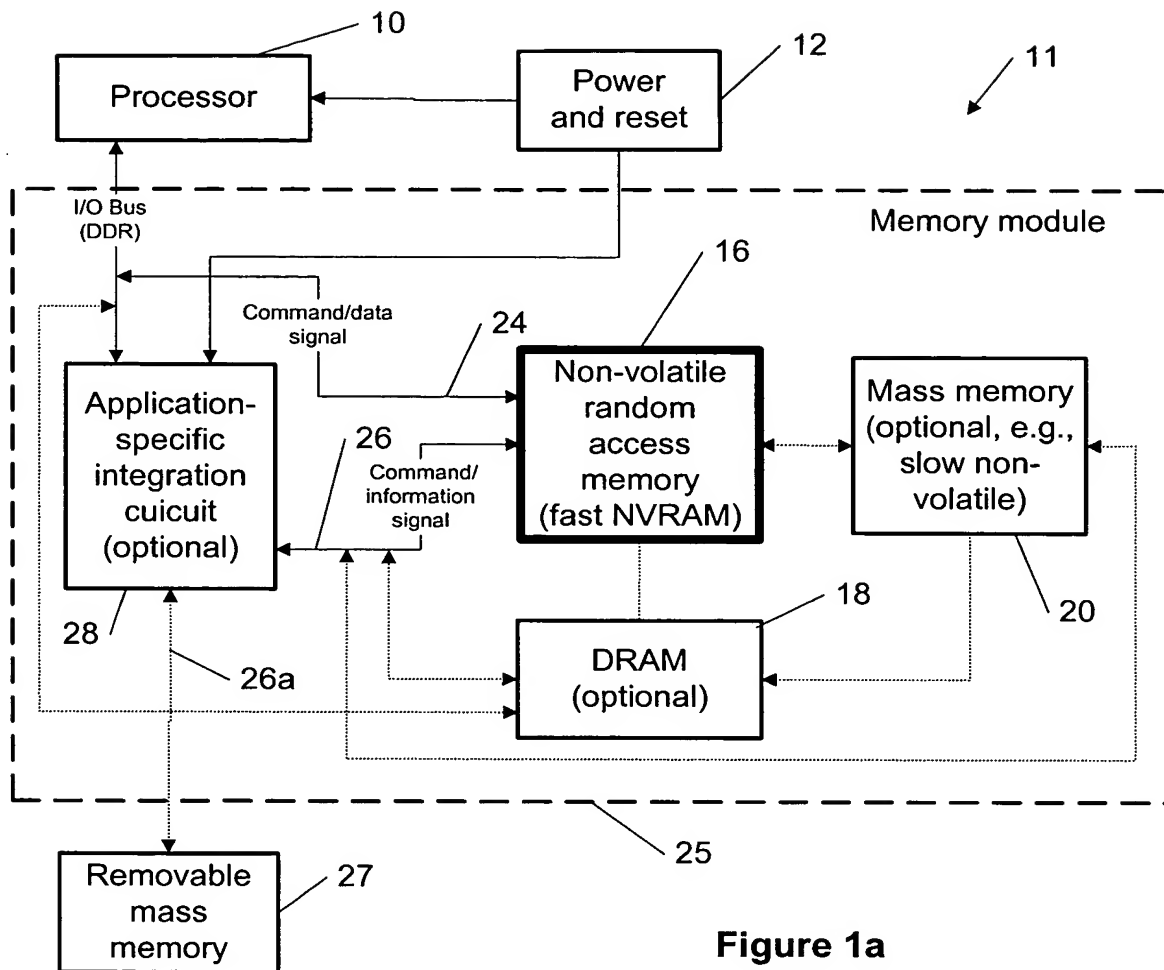 10
12
11
Processor
Power
and reset
I/O Bus
(DDR)
Memory module
16
Command/data
signal
24
Non-volatile
random
access
memory
(fast NVRAM)
Mass memory
(optional, e.g.,
slow non-
volatile)
Application-
specific
integration
cuicuit
(optional)
26
Command/
information
signal
28
18
20
DRAM
(optional)
26a
25
Removable
mass
memory
27
Figure 1a